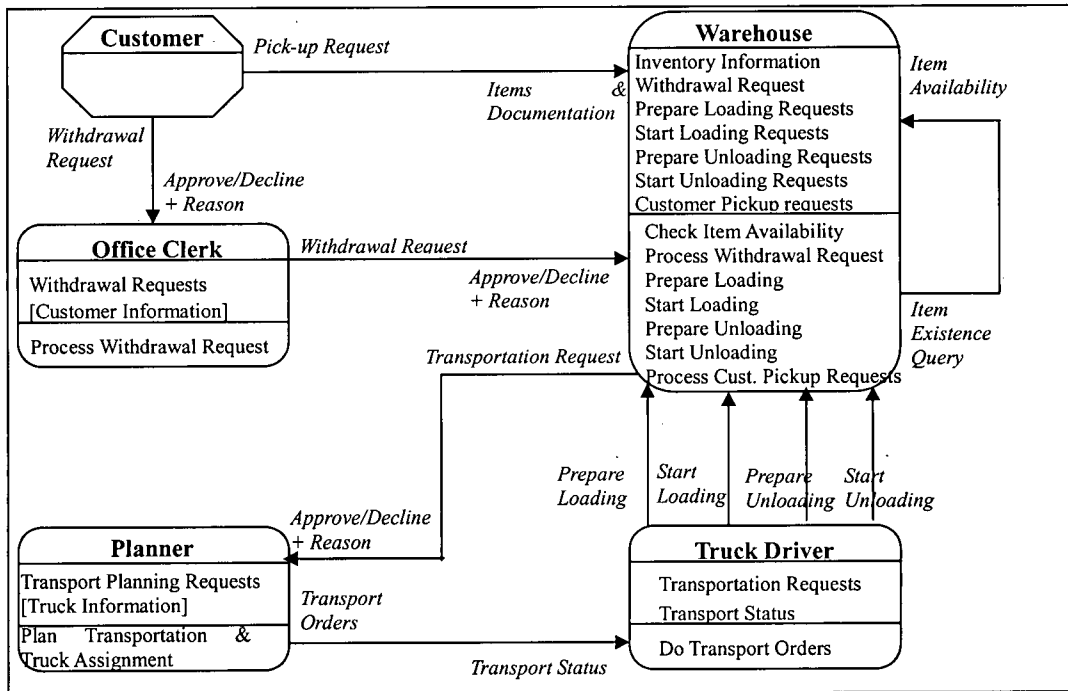 Customer
Pick-up Request
Items &
Documentation
Withdrawal
Request
Approve/Decline
+ Reason
Warehouse
Inventory Information
Withdrawal Request
Prepare Loading Requests
Start Loading Requests
Prepare Unloading Requests
Start Unloading Requests
Customer Pickup requests
Check Item Availability
Process Withdrawal Request
Prepare Loading
Start Loading
Prepare Unloading
Start Unloading
Process Cust. Pickup Requests
Item
Availability
Item
Existence
Query
Office Clerk
Withdrawal Requests
[Customer Information]
Process Withdrawal Request
Withdrawal Request
Approve/Decline
+ Reason
Transportation Request
Approve/Decline
+ Reason
Prepare
Loading
Start
Loading
Prepare
Unloading
Start
Unloading
Planner
Transport Planning Requests
[Truck Information]
Plan Transportation &
Truck Assignment
Transport
Orders
Transport Status
Truck Driver
Transportation Requests
Transport Status
Do Transport Orders